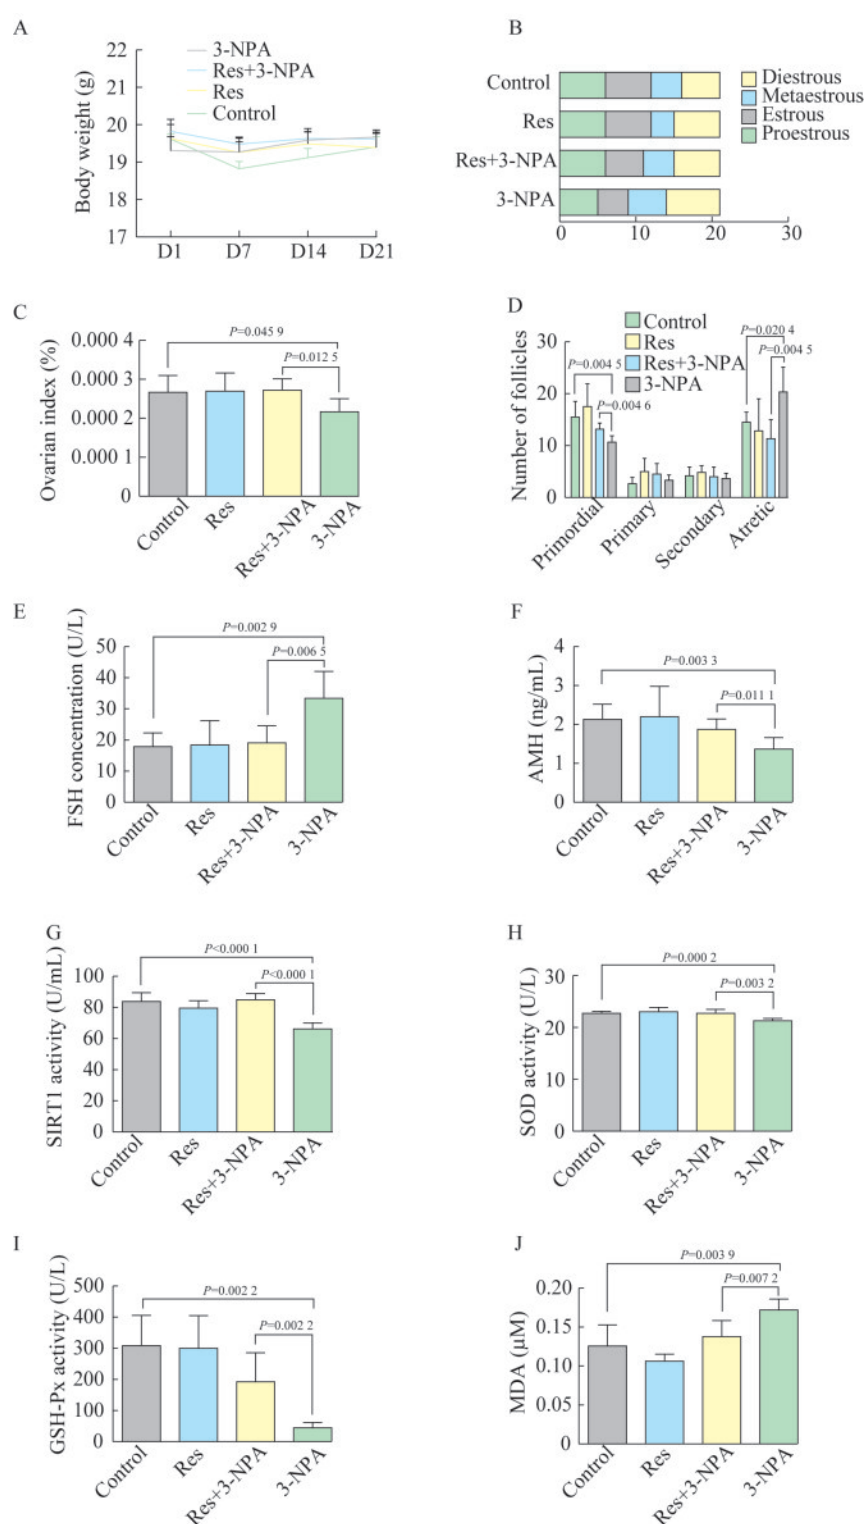 A
Body weight (g)
22
21
20
19
18
17
D1 D7 D14 D21
3-NPA
Res+3-NPA
Res
Control
B
Control
Res
Res+3-NPA
3-NPA
0 10 20 30
Diestrous
Metaestrous
Estrous
Proestrous
C
Ovarian index (%)
0.000 4
0.000 3
0.000 2
0.000 1
0
P=0.045 9
P=0.012 5
Control Res Res+3-NPA 3-NPA
D
Number of follicles
30
20
10
0
Control
Res
Res+3-NPA
3-NPA
P=0.004 5
P=0.004 6
P=0.020 4
P=0.004 5
Primordial Primary Secondary Atretic
E
FSH concentration (U/L)
50
40
30
20
10
0
P=0.002 9
P=0.006 5
Control Res Res+3-NPA 3-NPA
F
AMH (ng/mL)
4
3
2
1
0
P=0.003 3
P=0.011 1
Control Res Res+3-NPA 3-NPA
G
SIRT1 activity (U/mL)
100
80
60
40
20
0
P<0.000 1
P<0.000 1
Control Res Res+3-NPA 3-NPA
H
SOD activity (U/L)
30
20
10
0
P=0.000 2
P=0.003 2
Control Res Res+3-NPA 3-NPA
I
GSH-Px activity (U/L)
500
400
300
200
100
0
P=0.002 2
P=0.002 2
Control Res Res+3-NPA 3-NPA
J
MDA (μM)
0.20
0.15
0.10
0.05
0
P=0.003 9
P=0.007 2
Control Res Res+3-NPA 3-NPA